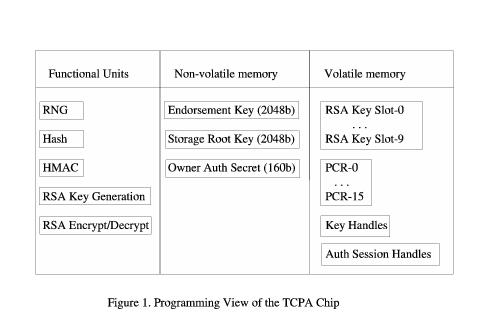 Functional Units
Non-volatile memory
Volatile memory
RNG
Hash
HMAC
RSA Key Generation
RSA Encrypt/Decrypt
Endorsement Key (2048b)
Storage Root Key (2048b)
Owner Auth Secret (160b)
RSA Key Slot-0
. . .
RSA Key Slot-9
PCR-0
. . .
PCR-15
Key Handles
Auth Session Handles
Figure 1. Programming View of the TCPA Chip